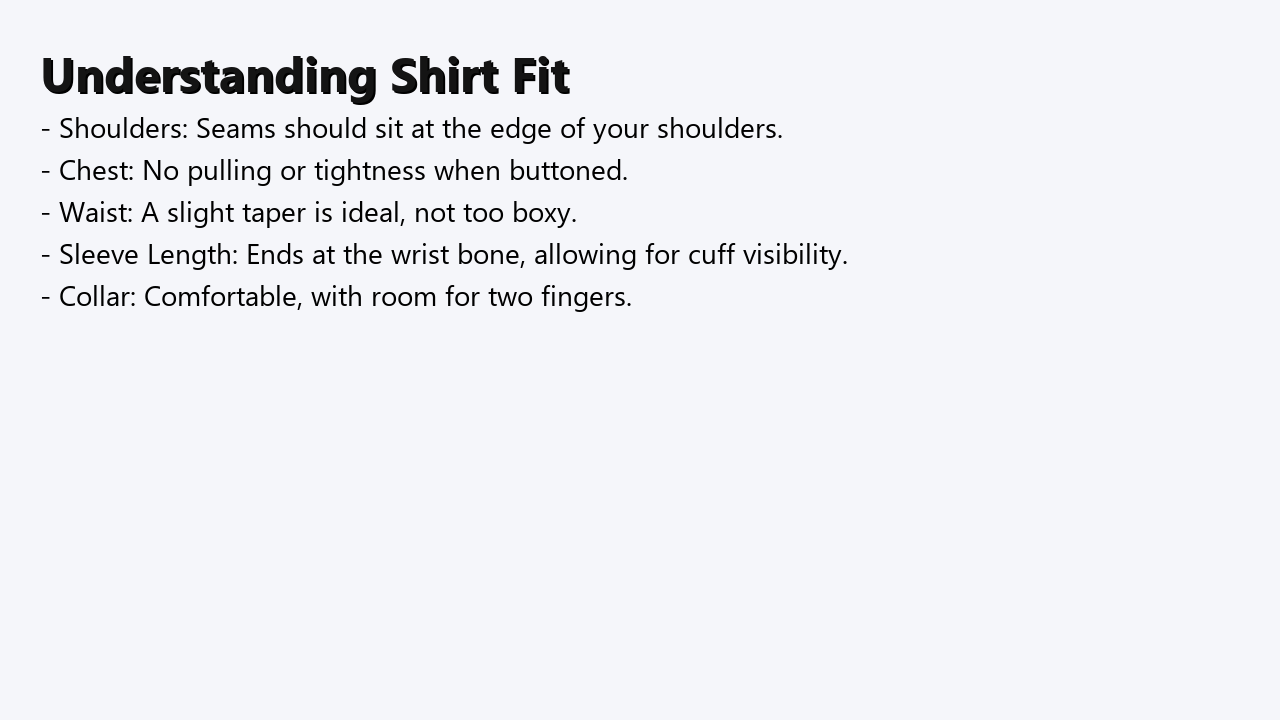 Understanding Shirt Fit
- Shoulders: Seams should sit at the edge of your shoulders.
- Chest: No pulling or tightness when buttoned.
- Waist: A slight taper is ideal, not too boxy.
- Sleeve Length: Ends at the wrist bone, allowing for cuff visibility.
- Collar: Comfortable, with room for two fingers.